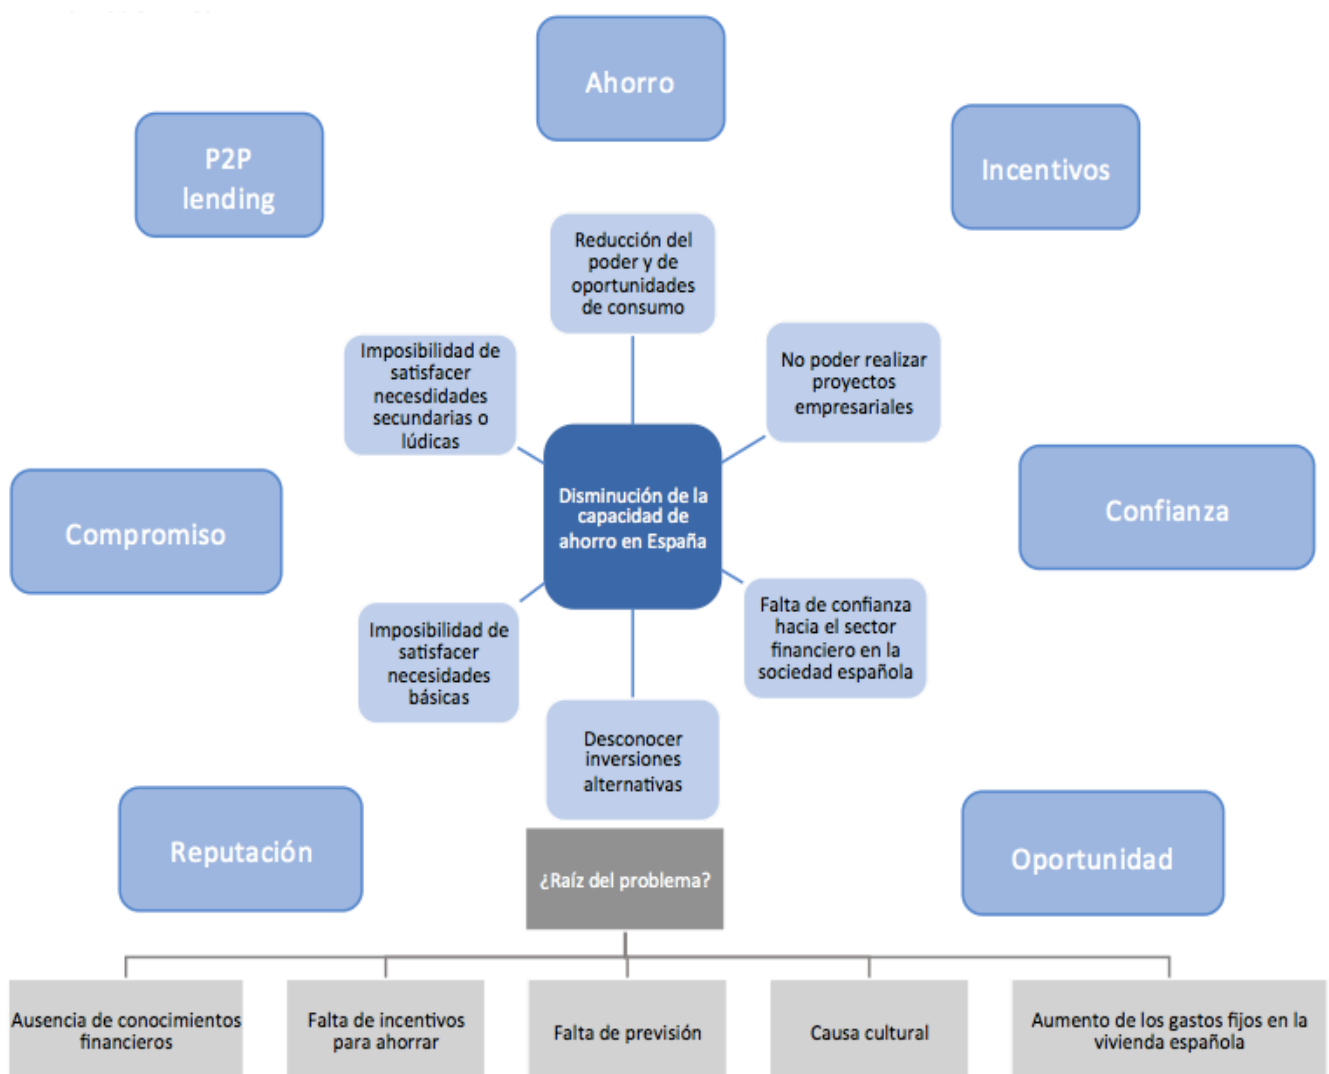 Ahorro
P2P
lending
Incentivos
Reducción del
poder y de
oportunidades
de consumo
Imposibilidad de
satisfacer
necesdidades
secundarias o
lúdicas
No poder realizar
proyectos
empresariales
Compromiso
Disminución de la
capacidad de
ahorro en España
Confianza
Imposibilidad de
satisfacer
necesidades
básicas
Falta de confianza
hacia el sector
financiero en la
sociedad española
Desconocer
inversiones
alternativas
Reputación
¿Raíz del problema?
Oportunidad
Ausencia de conocimientos
financieros
Falta de incentivos
para ahorrar
Falta de previsión
Causa cultural
Aumento de los gastos fijos en la
vivienda española